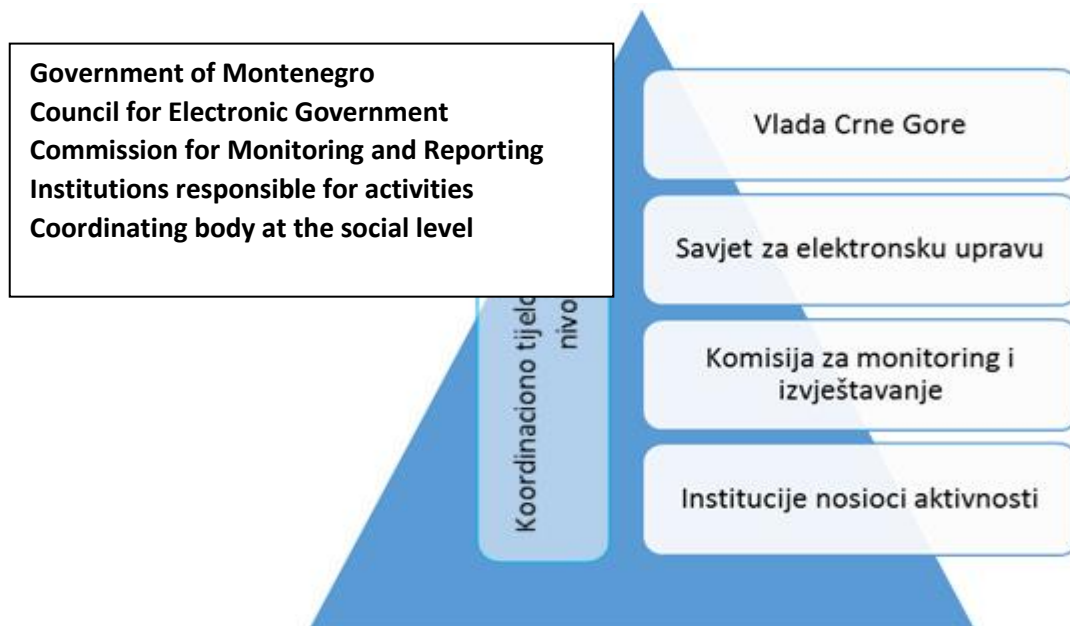 Government of Montenegro
Council for Electronic Government
Commission for Monitoring and Reporting
Institutions responsible for activities
Coordinating body at the social level
Vlada Crne Gore
Savjet za elektronsku upravu
Komisija za monitoring i
izvještavanje
Institucije nosioci aktivnosti
Koordinaciono tijelo
nivo